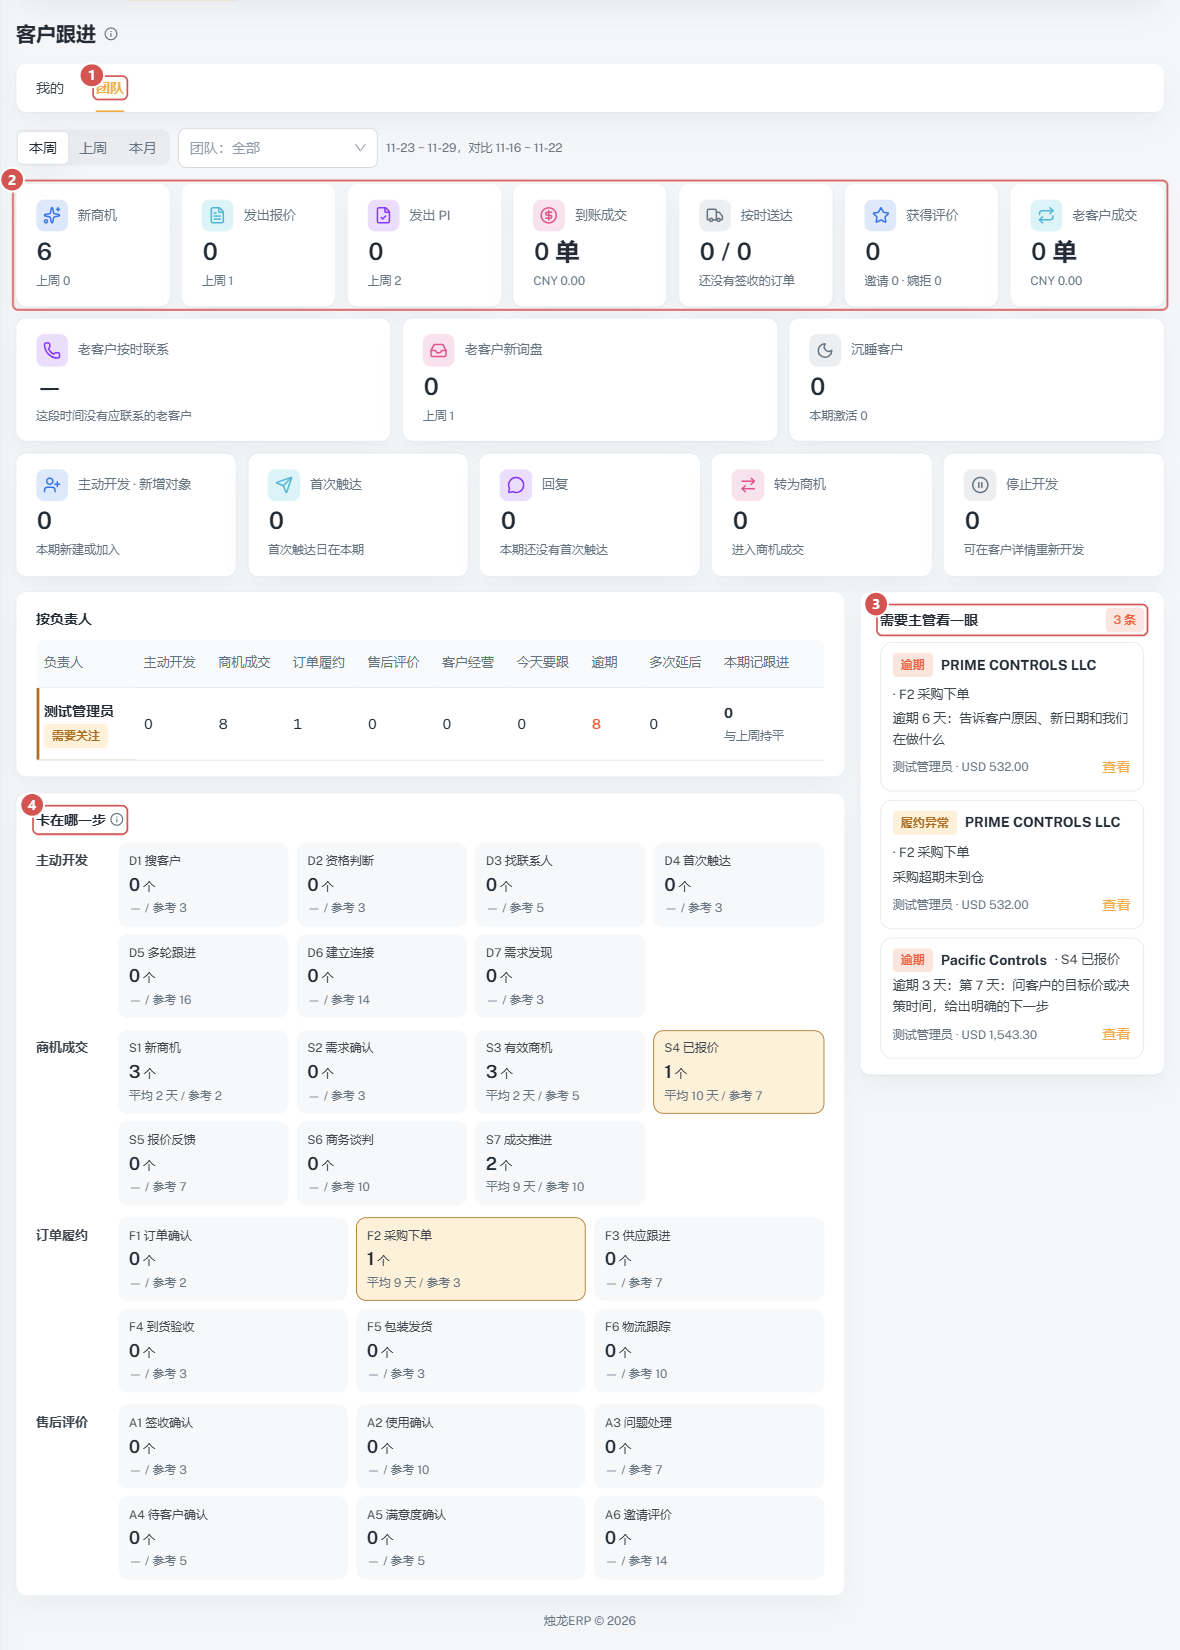 客户跟进
我的
1
团队
本周
上周
本月
团队：全部
11-23 ~ 11-29，对比 11-16 ~ 11-22
2
新商机
6
上周 0
发出报价
0
上周 1
发出 PI
0
上周 2
到账成交
0 单
CNY 0.00
按时送达
0 / 0
还没有签收的订单
获得评价
0
邀请 0 · 婉拒 0
老客户成交
0 单
CNY 0.00
老客户按时联系
—
这段时间没有应联系的老客户
老客户新询盘
0
上周 1
沉睡客户
0
本期激活 0
主动开发 · 新增对象
0
本期新建或加入
首次触达
0
首次触达日在本期
回复
0
本期还没有首次触达
转为商机
0
进入商机成交
停止开发
0
可在客户详情重新开发
按负责人
负责人 主动开发 商机成交 订单履约 售后评价 客户经营 今天要跟 逾期 多次延后 本期记跟进
测试管理员
需要关注
0 8 1 0 0 0 8 0
0
与上周持平
3
需要主管看一眼
3 条
逾期 PRIME CONTROLS LLC
· F2 采购下单
逾期 6 天：告诉客户原因、新日期和我们
在做什么
测试管理员 · USD 532.00
查看
履约异常 PRIME CONTROLS LLC
· F2 采购下单
采购超期未到仓
测试管理员 · USD 532.00
查看
逾期 Pacific Controls · S4 已报价
逾期 3 天：第 7 天：问客户的目标价或决
策时间，给出明确的下一步
测试管理员 · USD 1,543.30
查看
4
卡在哪一步
主动开发
D1 搜客户
0 个
— / 参考 3
D2 资格判断
0 个
— / 参考 3
D3 找联系人
0 个
— / 参考 5
D4 首次触达
0 个
— / 参考 3
D5 多轮跟进
0 个
— / 参考 16
D6 建立连接
0 个
— / 参考 14
D7 需求发现
0 个
— / 参考 3
商机成交
S1 新商机
3 个
平均 2 天 / 参考 2
S2 需求确认
0 个
— / 参考 3
S3 有效商机
3 个
平均 2 天 / 参考 5
S4 已报价
1 个
平均 10 天 / 参考 7
S5 报价反馈
0 个
— / 参考 7
S6 商务谈判
0 个
— / 参考 10
S7 成交推进
2 个
平均 9 天 / 参考 10
订单履约
F1 订单确认
0 个
— / 参考 2
F2 采购下单
1 个
平均 9 天 / 参考 3
F3 供应跟进
0 个
— / 参考 7
F4 到货验收
0 个
— / 参考 3
F5 包装发货
0 个
— / 参考 3
F6 物流跟踪
0 个
— / 参考 10
售后评价
A1 签收确认
0 个
— / 参考 3
A2 使用确认
0 个
— / 参考 10
A3 问题处理
0 个
— / 参考 7
A4 待客户确认
0 个
— / 参考 5
A5 满意度确认
0 个
— / 参考 5
A6 邀请评价
0 个
— / 参考 14
烛龙ERP © 2026